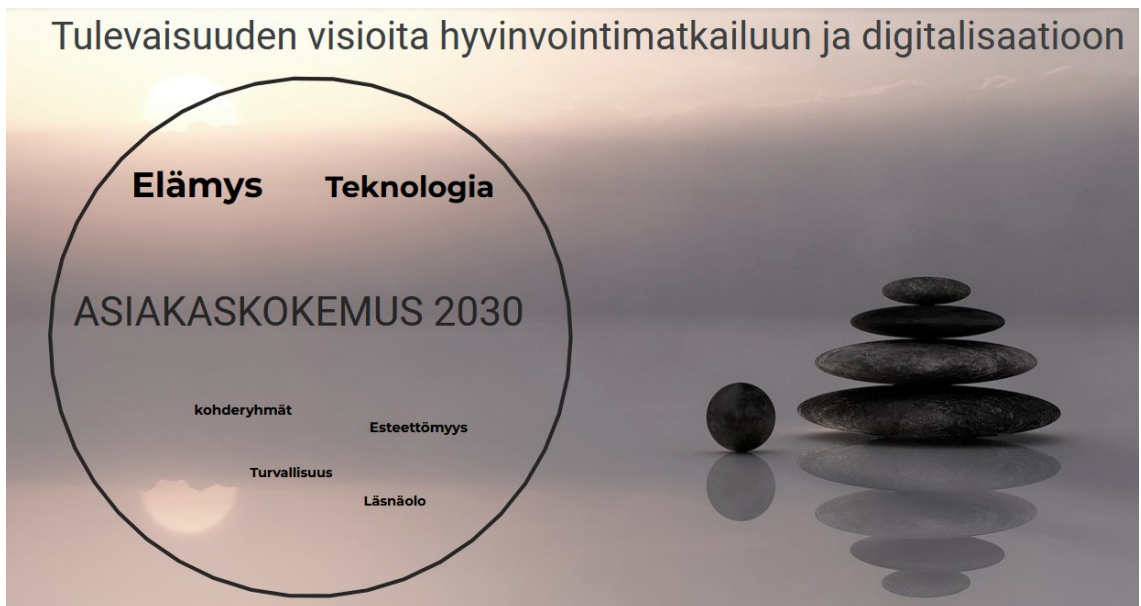 Tulevaisuuden visioita hyvinvointimatkailuun ja digitalisaatioon
Elämys
Teknologia
ASIAKASKOKEMUS 2030
kohderyhmät
Esteettömyys
Turvallisuus
Läsnäolo